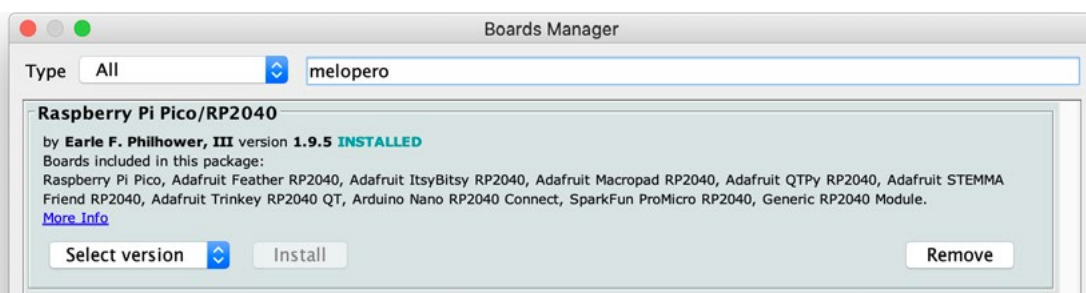 Boards Manager
Type All melopero
Raspberry Pi Pico/RP2040
by Earle F. Philhower, III version 1.9.5 INSTALLED
Boards included in this package:
Raspberry Pi Pico, Adafruit Feather RP2040, Adafruit ItsyBitsy RP2040, Adafruit Macropad RP2040, Adafruit QTPy RP2040, Adafruit STEMMA
Friend RP2040, Adafruit Trinkey RP2040 QT, Arduino Nano RP2040 Connect, SparkFun ProMicro RP2040, Generic RP2040 Module.
More Info
Select version Install Remove